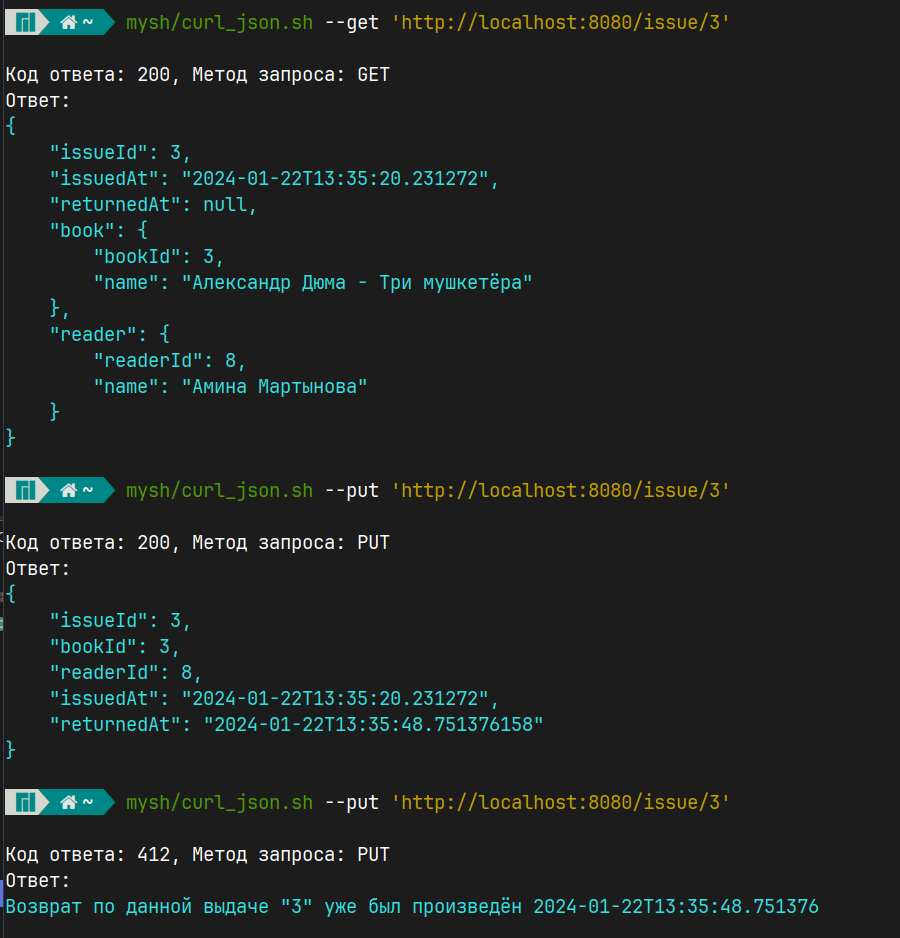 ~ mysh/curl_json.sh --get 'http://localhost:8080/issue/3'
Код ответа: 200, Метод запроса: GET
Ответ:
{
    "issueId": 3,
    "issuedAt": "2024-01-22T13:35:20.231272",
    "returnedAt": null,
    "book": {
        "bookId": 3,
        "name": "Александр Дюма - Три мушкетёра"
    },
    "reader": {
        "readerId": 8,
        "name": "Амина Мартынова"
    }
}
~ mysh/curl_json.sh --put 'http://localhost:8080/issue/3'
Код ответа: 200, Метод запроса: PUT
Ответ:
{
    "issueId": 3,
    "bookId": 3,
    "readerId": 8,
    "issuedAt": "2024-01-22T13:35:20.231272",
    "returnedAt": "2024-01-22T13:35:48.751376158"
}
~ mysh/curl_json.sh --put 'http://localhost:8080/issue/3'
Код ответа: 412, Метод запроса: PUT
Ответ:
Возврат по данной выдаче "3" уже был произведён 2024-01-22T13:35:48.751376